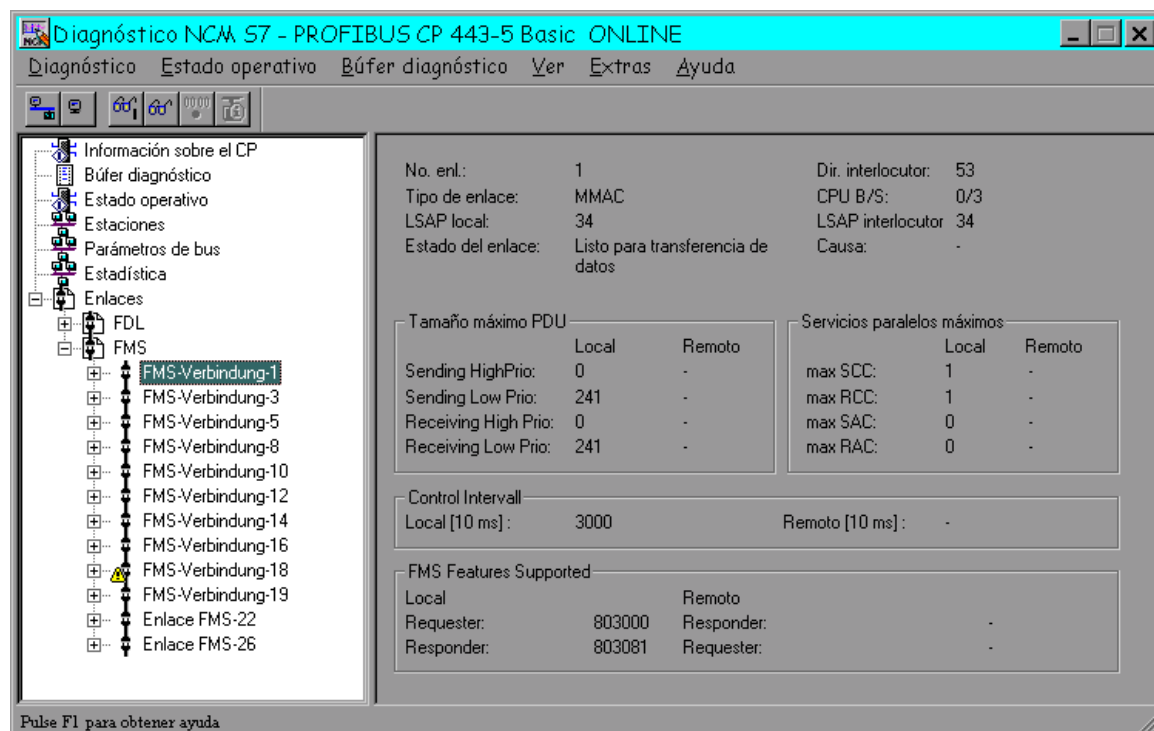 Diagnóstico NCM S7 - PROFIBUS CP 443-5 Basic ONLINE
Diagnóstico Estado operativo Búfer diagnóstico Ver Extras Ayuda
Información sobre el CP
Búfer diagnóstico
Estado operativo
Estaciones
Parámetros de bus
Estadística
Enlaces
FDL
FMS
FMS-Verbindung-1
FMS-Verbindung-3
FMS-Verbindung-5
FMS-Verbindung-8
FMS-Verbindung-10
FMS-Verbindung-12
FMS-Verbindung-14
FMS-Verbindung-16
FMS-Verbindung-18
FMS-Verbindung-19
Enlace FMS-22
Enlace FMS-26
No. enl.: 1 Dir. interlocutor: 53
Tipo de enlace: MMAC CPU B/S: 0/3
LSAP local: 34 LSAP interlocutor 34
Estado del enlace: Listo para transferencia de datos Causa: -
Tamaño máximo PDU
Local Remoto
Sending HighPrio: 0 -
Sending Low Prio: 241 -
Receiving High Prio: 0 -
Receiving Low Prio: 241 -
Servicios paralelos máximos
Local Remoto
max SCC: 1 -
max RCC: 1 -
max SAC: 0 -
max RAC: 0 -
Control Intervall
Local [10 ms] : 3000 Remoto [10 ms] : -
FMS Features Supported
Local Remoto
Requester: 803000 Responder: -
Responder: 803081 Requester: -
Pulse F1 para obtener ayuda